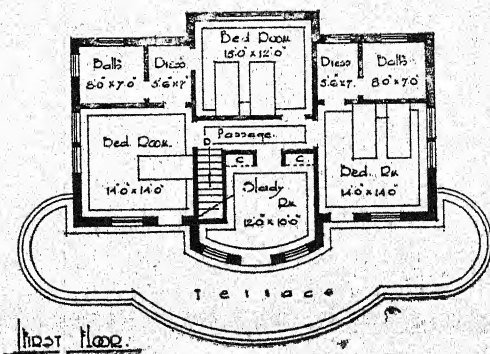 Bed Room
15'0" x 12'0"
Bath
8'0" x 7'0"
Dress
5'6" x 7'
Dress
5'6" x 7'
Bath
8'0" x 7'0"
Passage
D
Bed Room
14'0" x 14'0"
C
C
Study
Rm
12'0" x 10'0"
Bed Rm
14'0" x 14'0"
Terrace
FIRST FLOOR.